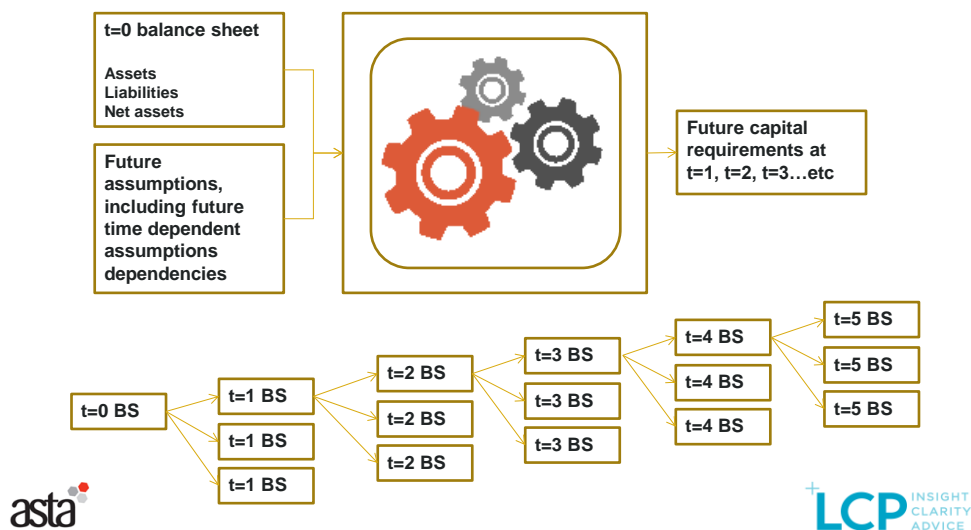 t=0 balance sheet
Assets
Liabilities
Net assets
Future
assumptions,
including future
time dependent
assumptions
dependencies
Future capital
requirements at
t=1, t=2, t=3…etc
t=0 BS
t=1 BS
t=1 BS
t=1 BS
t=2 BS
t=2 BS
t=2 BS
t=3 BS
t=3 BS
t=3 BS
t=4 BS
t=4 BS
t=4 BS
t=5 BS
t=5 BS
t=5 BS
asta
LCP
INSIGHT
CLARITY
ADVICE